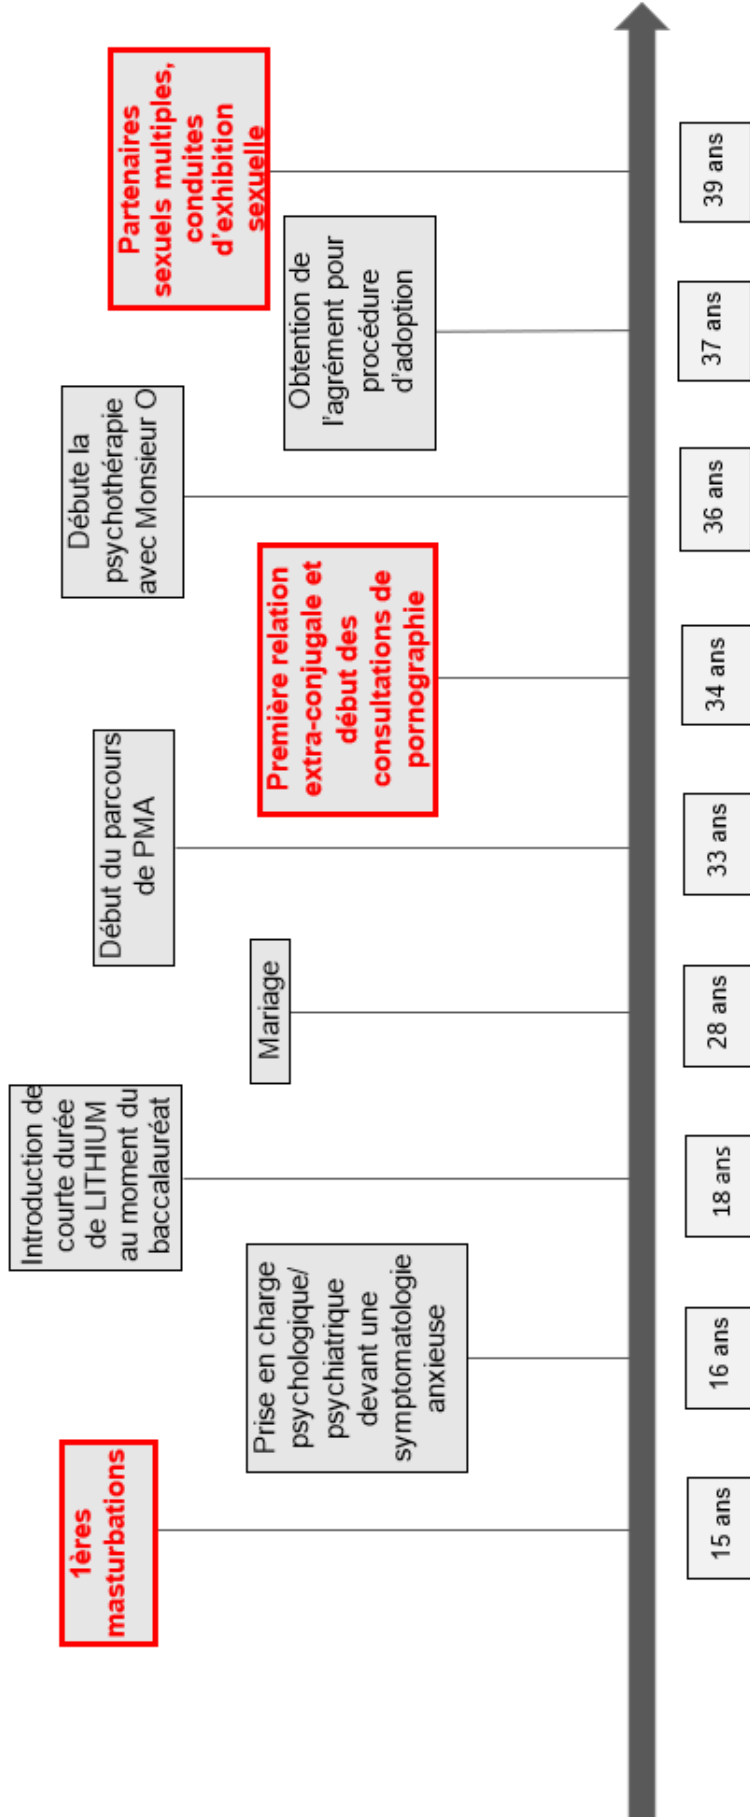 1ères
masturbations
Prise en charge
psychologique/
psychiatrique
devant une
symptomatologie
anxieuse
Introduction de
courte durée
de LITHIUM
au moment du
baccalauréat
Mariage
Début du parcours
de PMA
Première relation
extra-conjugale et
début des
consultations de
pornographie
Débute la
psychothérapie
avec Monsieur O
Obtention de
l'agrément pour
procédure
d'adoption
Partenaires
sexuels multiples,
conduites
d'exhibition
sexuelle
15 ans
16 ans
18 ans
28 ans
33 ans
34 ans
36 ans
37 ans
39 ans